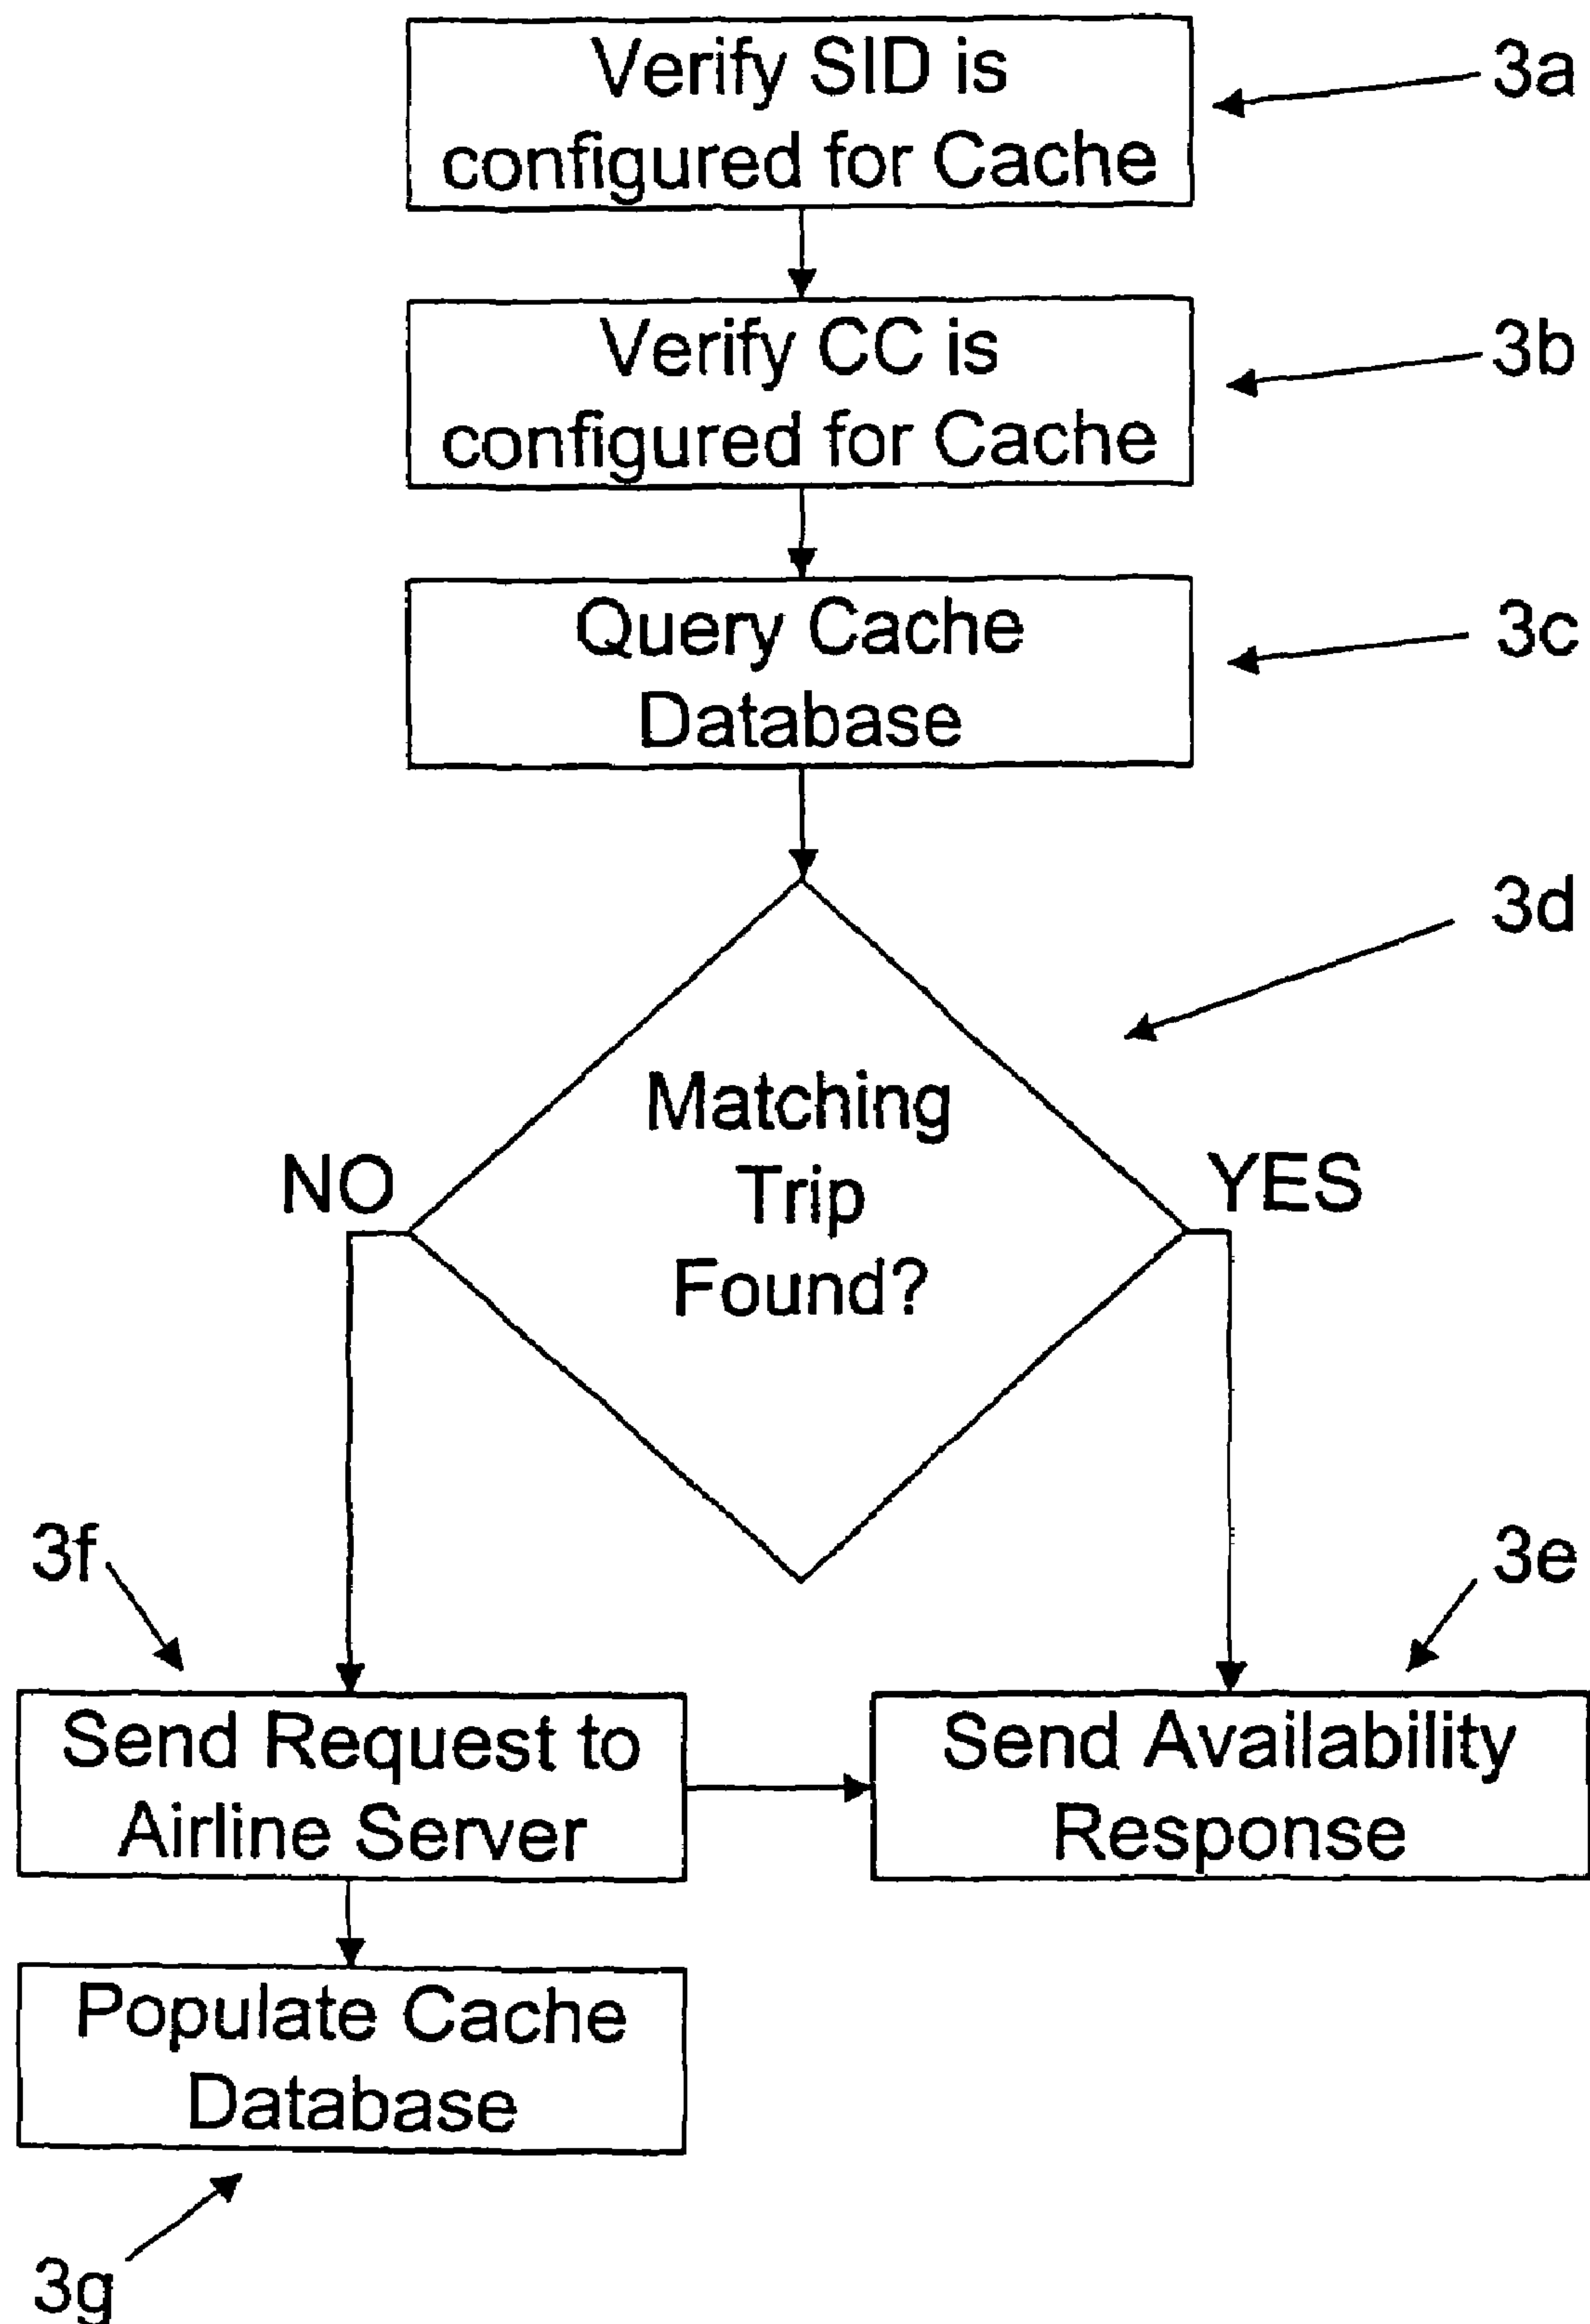 Verify SID is
configured for Cache
3a
Verify CC is
configured for Cache
3b
Query Cache
Database
3c
3d
Matching
Trip
Found?
NO
YES
3f
3e
Send Request to
Airline Server
Send Availability
Response
Populate Cache
Database
3g